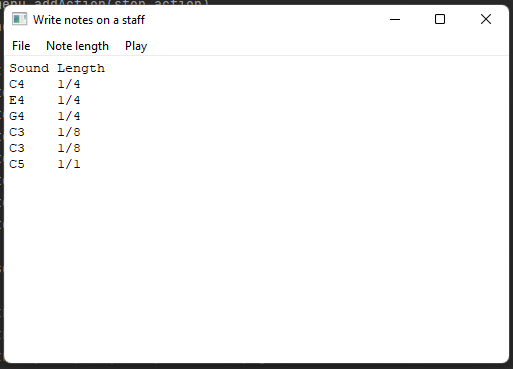 menu.addAction(stop_action)
Write notes on a staff
File Note length Play
Sound Length
C4 1/4
E4 1/4
G4 1/4
C3 1/8
C3 1/8
C5 1/1